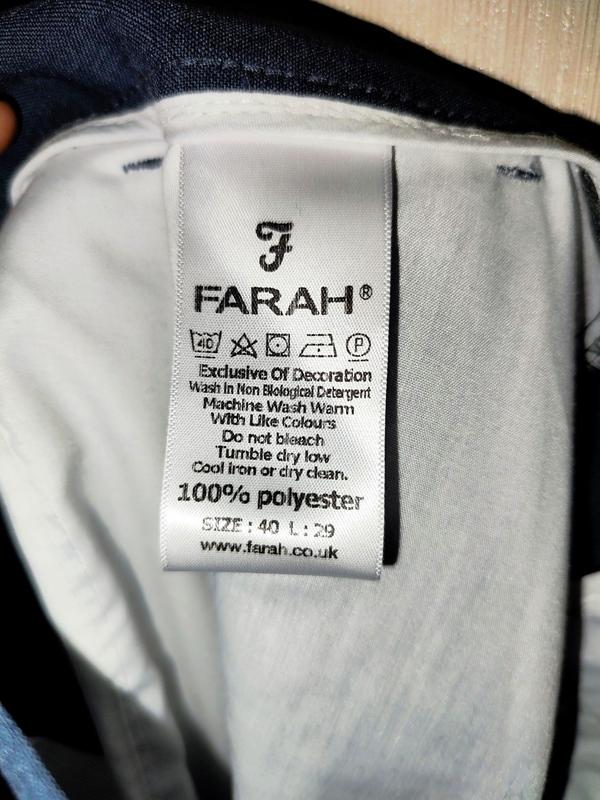 F
FARAH®
40 P
Exclusive Of Decoration
Wash In Non Biological Detergent
Machine Wash Warm
With Like Colours
Do not bleach
Tumble dry low
Cool iron or dry clean.
100% polyester
SIZE : 40 L : 29
www.farah.co.uk